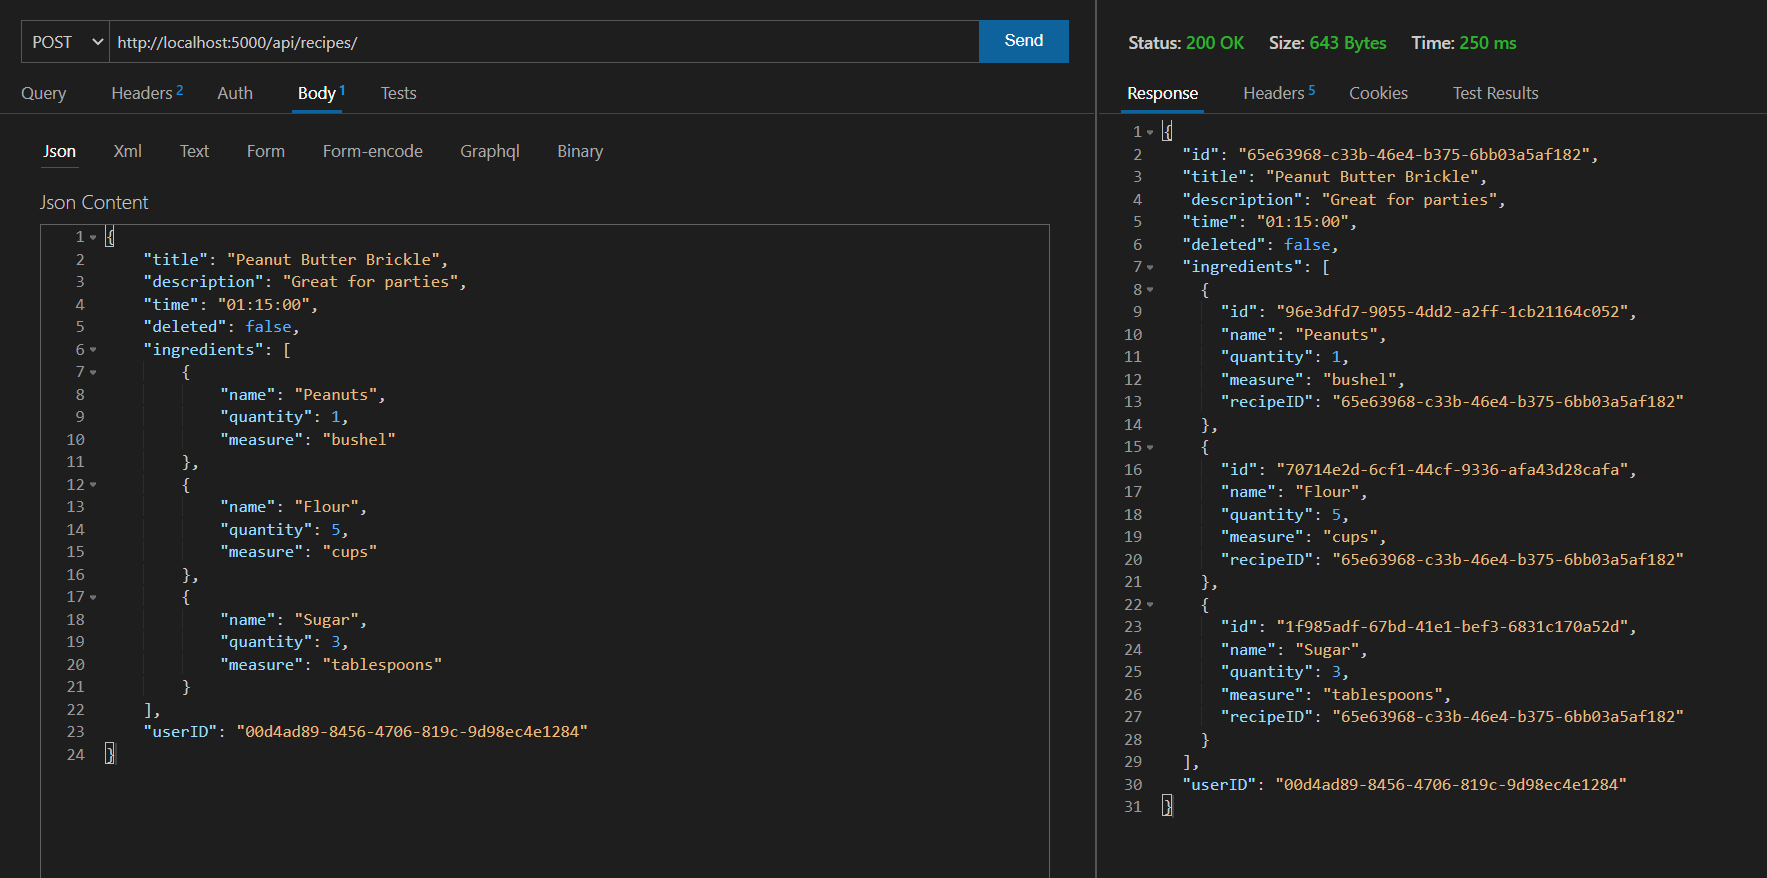 POST http://localhost:5000/api/recipes/ Send
Query Headers 2 Auth Body 1 Tests
Json Xml Text Form Form-encode Graphql Binary
Json Content
1 {
2 "title": "Peanut Butter Brickle",
3 "description": "Great for parties",
4 "time": "01:15:00",
5 "deleted": false,
6 "ingredients": [
7 {
8 "name": "Peanuts",
9 "quantity": 1,
10 "measure": "bushel"
11 },
12 {
13 "name": "Flour",
14 "quantity": 5,
15 "measure": "cups"
16 },
17 {
18 "name": "Sugar",
19 "quantity": 3,
20 "measure": "tablespoons"
21 }
22 ],
23 "userID": "00d4ad89-8456-4706-819c-9d98ec4e1284"
24 }
Status: 200 OK Size: 643 Bytes Time: 250 ms
Response Headers 5 Cookies Test Results
1 {
2 "id": "65e63968-c33b-46e4-b375-6bb03a5af182",
3 "title": "Peanut Butter Brickle",
4 "description": "Great for parties",
5 "time": "01:15:00",
6 "deleted": false,
7 "ingredients": [
8 {
9 "id": "96e3dfd7-9055-4dd2-a2ff-1cb21164c052",
10 "name": "Peanuts",
11 "quantity": 1,
12 "measure": "bushel",
13 "recipeID": "65e63968-c33b-46e4-b375-6bb03a5af182"
14 },
15 {
16 "id": "70714e2d-6cf1-44cf-9336-afa43d28cafa",
17 "name": "Flour",
18 "quantity": 5,
19 "measure": "cups",
20 "recipeID": "65e63968-c33b-46e4-b375-6bb03a5af182"
21 },
22 {
23 "id": "1f985adf-67bd-41e1-bef3-6831c170a52d",
24 "name": "Sugar",
25 "quantity": 3,
26 "measure": "tablespoons",
27 "recipeID": "65e63968-c33b-46e4-b375-6bb03a5af182"
28 }
29 ],
30 "userID": "00d4ad89-8456-4706-819c-9d98ec4e1284"
31 }